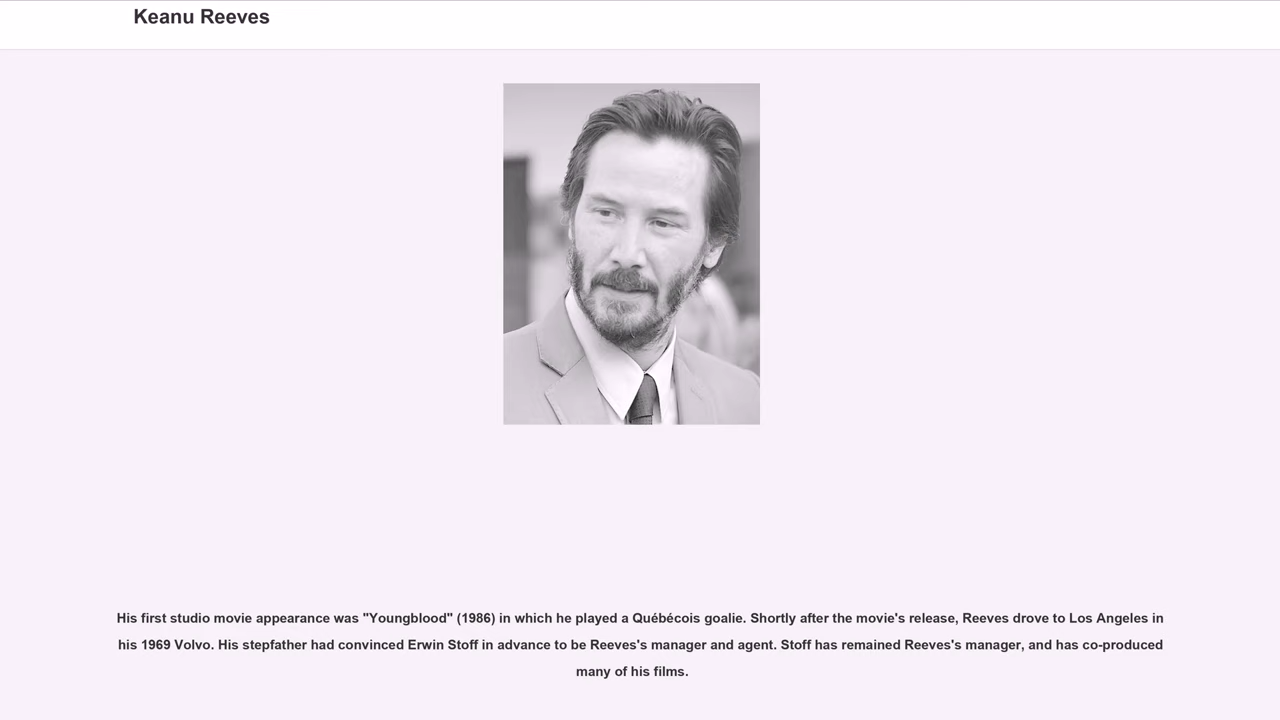 Keanu Reeves
His first studio movie appearance was "Youngblood" (1986) in which he played a Québécois goalie. Shortly after the movie's release, Reeves drove to Los Angeles in
his 1969 Volvo. His stepfather had convinced Erwin Stoff in advance to be Reeves's manager and agent. Stoff has remained Reeves's manager, and has co-produced
many of his films.